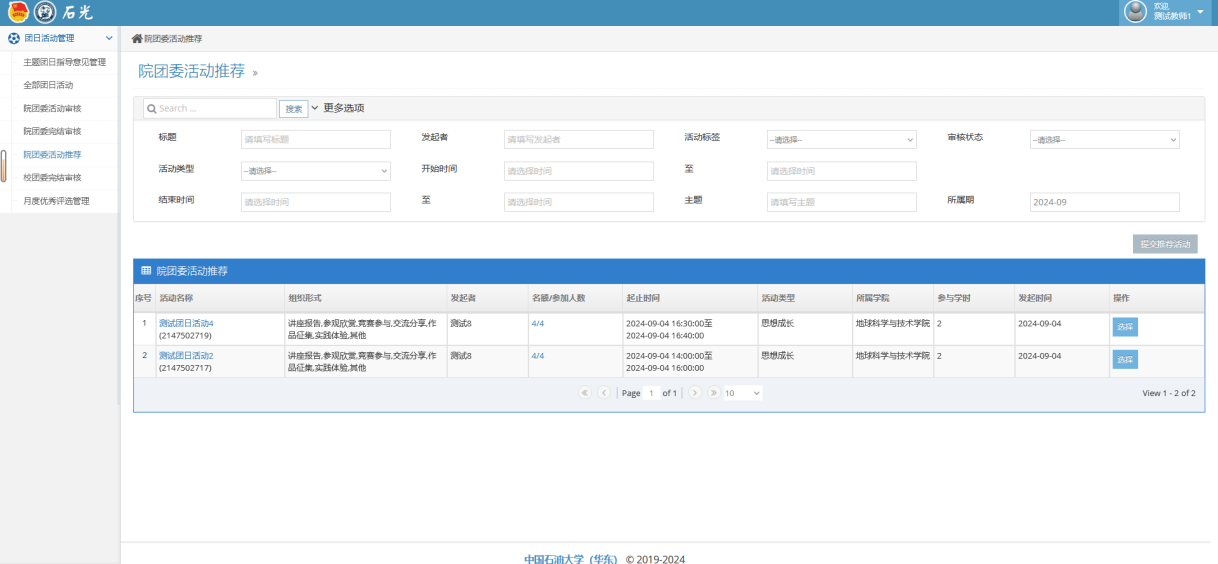 石光
欢迎,
测试教师1
团日活动管理
主题团日指导意见管理
全部团日活动
院团委活动审核
院团委完结审核
院团委活动推荐
校团委完结审核
月度优秀评选管理
院团委活动推荐
院团委活动推荐 »
Search ... 搜索 更多选项
标题 请填写标题 发起者 请填写发起者 活动标签 --请选择-- 审核状态 --请选择--
活动类型 --请选择-- 开始时间 请选择时间 至 请选择时间
结束时间 请选择时间 至 请选择时间 主题 请填写主题 所属期 2024-09
提交推荐活动
院团委活动推荐
序号 活动名称 组织形式 发起者 名额/参加人数 起止时间 活动类型 所属学院 参与学时 发起时间 操作
1 测试团日活动4 讲座报告,参观欣赏,竞赛参与,交流分享,作 测试8 4/4 2024-09-04 16:30:00至 思想成长 地球科学与技术学院 2 2024-09-04 选择
(2147502719) 品征集,实践体验,其他 2024-09-04 16:40:00
2 测试团日活动2 讲座报告,参观欣赏,竞赛参与,交流分享,作 测试8 4/4 2024-09-04 14:00:00至 思想成长 地球科学与技术学院 2 2024-09-04 选择
(2147502717) 品征集,实践体验,其他 2024-09-04 16:00:00
Page 1 of 1 10 View 1 - 2 of 2
中国石油大学（华东） © 2019-2024